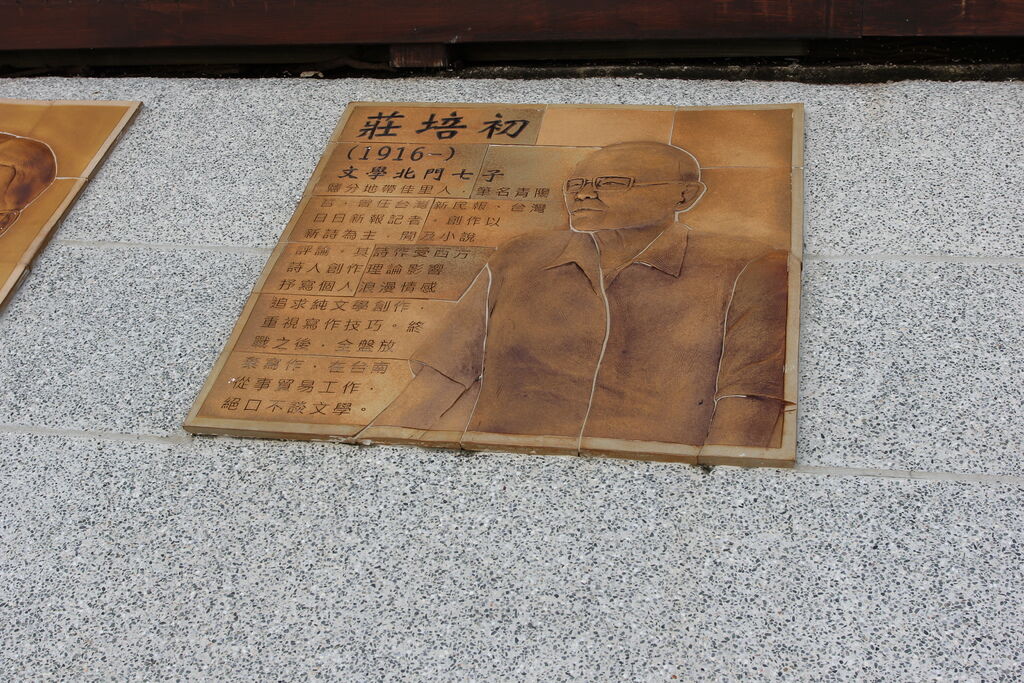 莊培初
(1916-)
文學北門七子
鹽分地帶佳里人．筆名青陽
哲．曾任台灣新民報、台灣
日日新報記者。創作以
新詩為主．間及小說
評論。其詩作受西方
詩人創作理論影響
抒寫個人浪漫情感
追求純文學創作．
重視寫作技巧。終
戰之後．全盤放
棄寫作．在台南
從事貿易工作．
絕口不談文學。